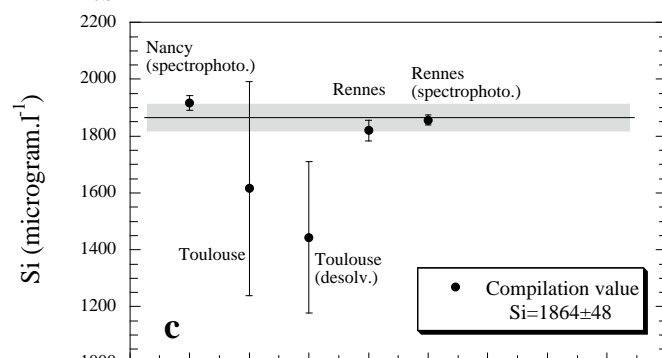 2200
Nancy
(spectrophoto.)
Rennes
Rennes
(spectrophoto.)
2000
1800
1600
1400
1200
Si (microgram.l-1)
Toulouse
Toulouse
(desolv.)
Compilation value
Si=1864±48
c